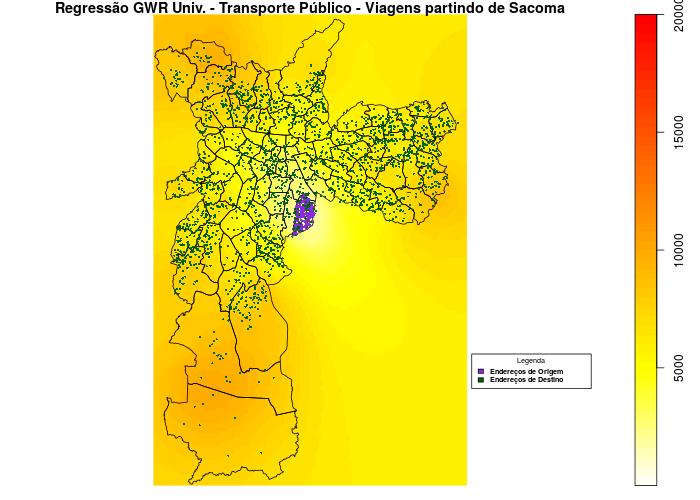 Regressão GWR Univ. - Transporte Público - Viagens partindo de Sacoma
20000
15000
10000
5000
Legenda
Endereços de Origem
Endereços de Destino